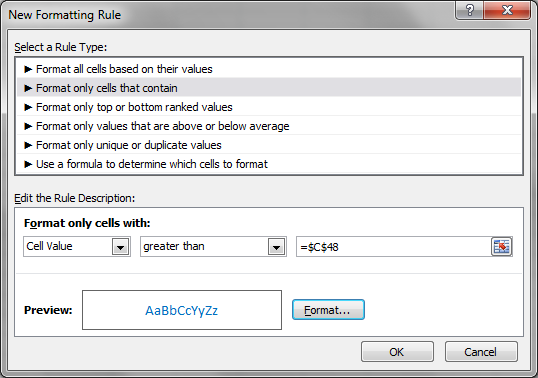 New Formatting Rule
Select a Rule Type:
► Format all cells based on their values
► Format only cells that contain
► Format only top or bottom ranked values
► Format only values that are above or below average
► Format only unique or duplicate values
► Use a formula to determine which cells to format
Edit the Rule Description:
Format only cells with:
Cell Value greater than =$C$48
Preview: AaBbCcYyZz Format...
OK Cancel